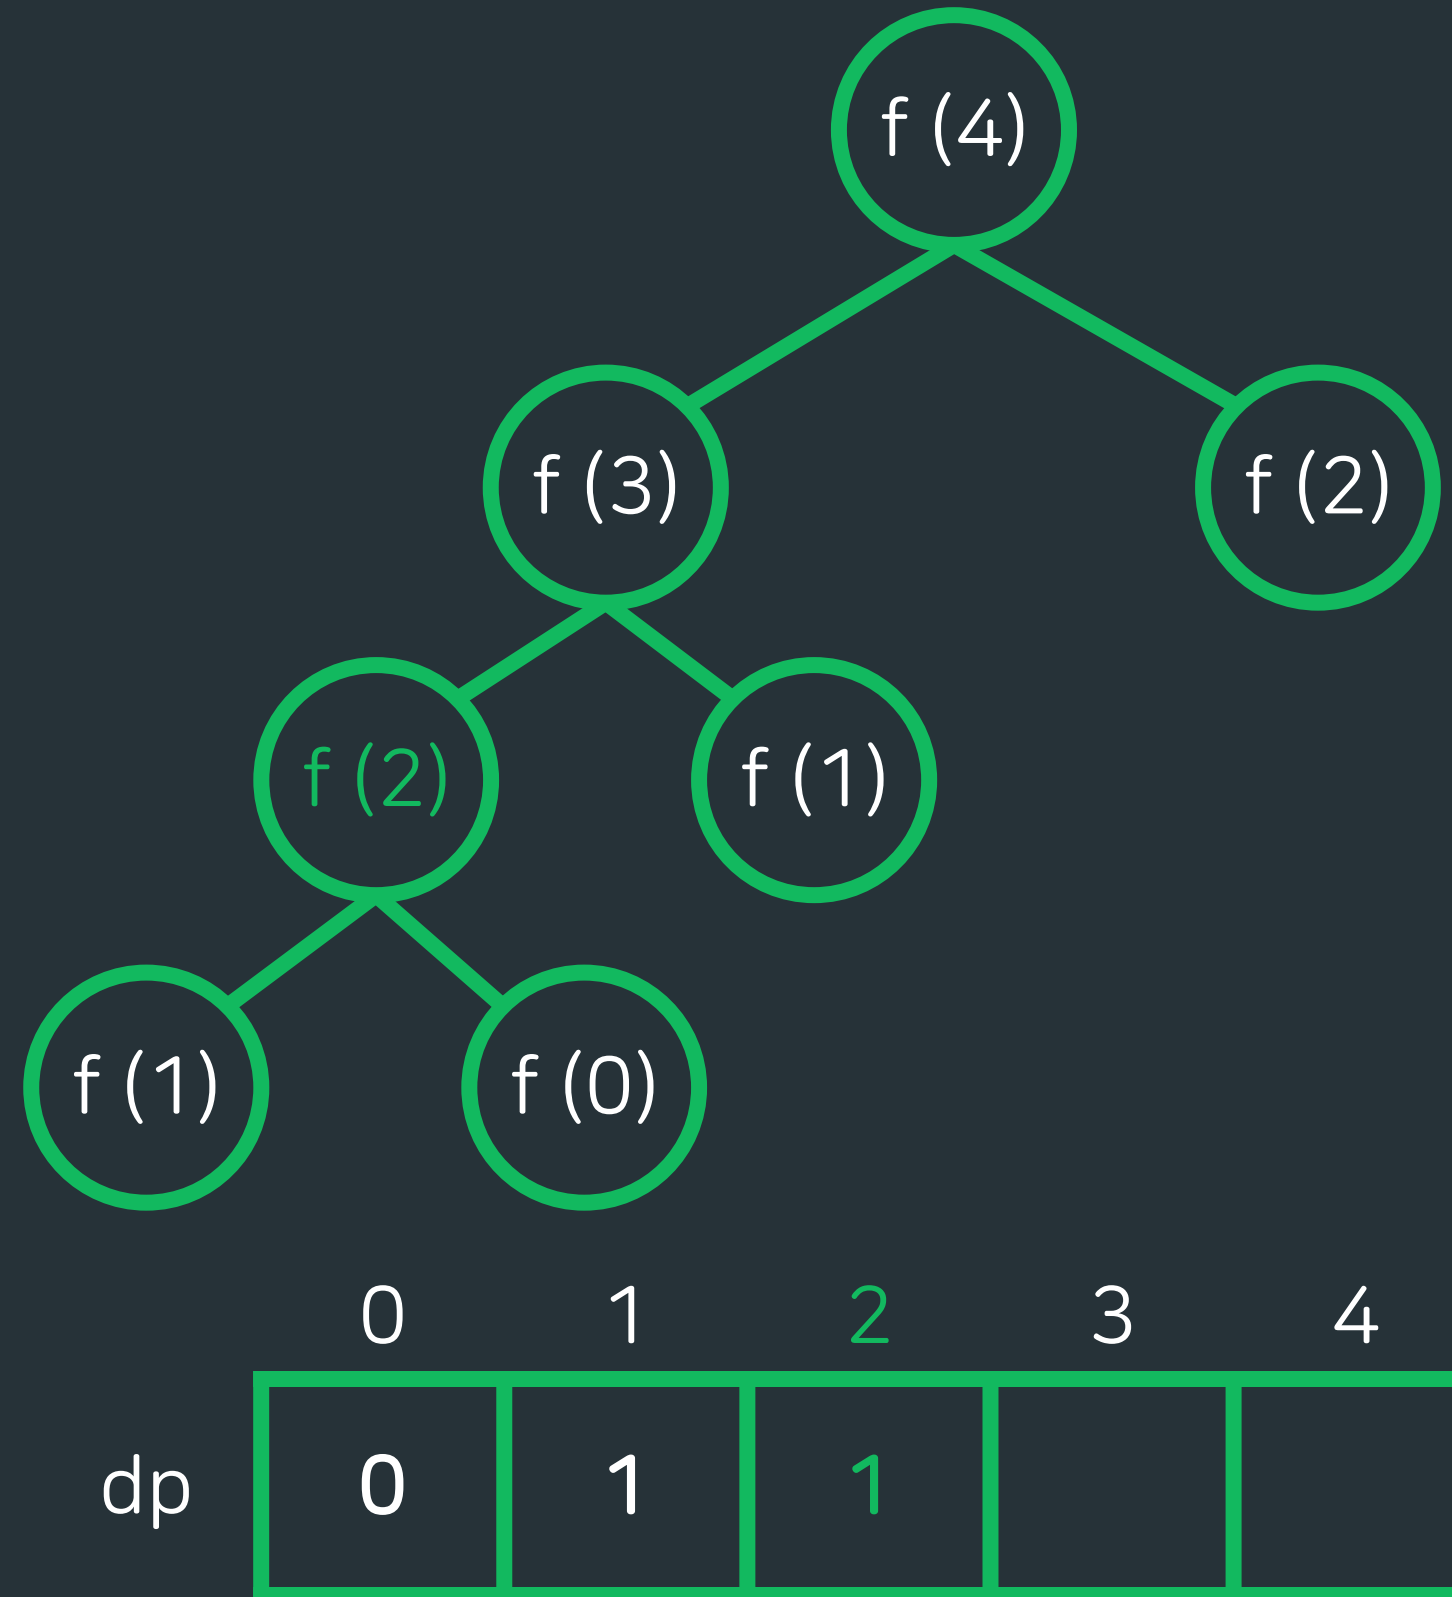 f (4)
f (3) f (2)
f (2) f (1)
f (1) f (0)
0 1 2 3 4
dp 0 1 1